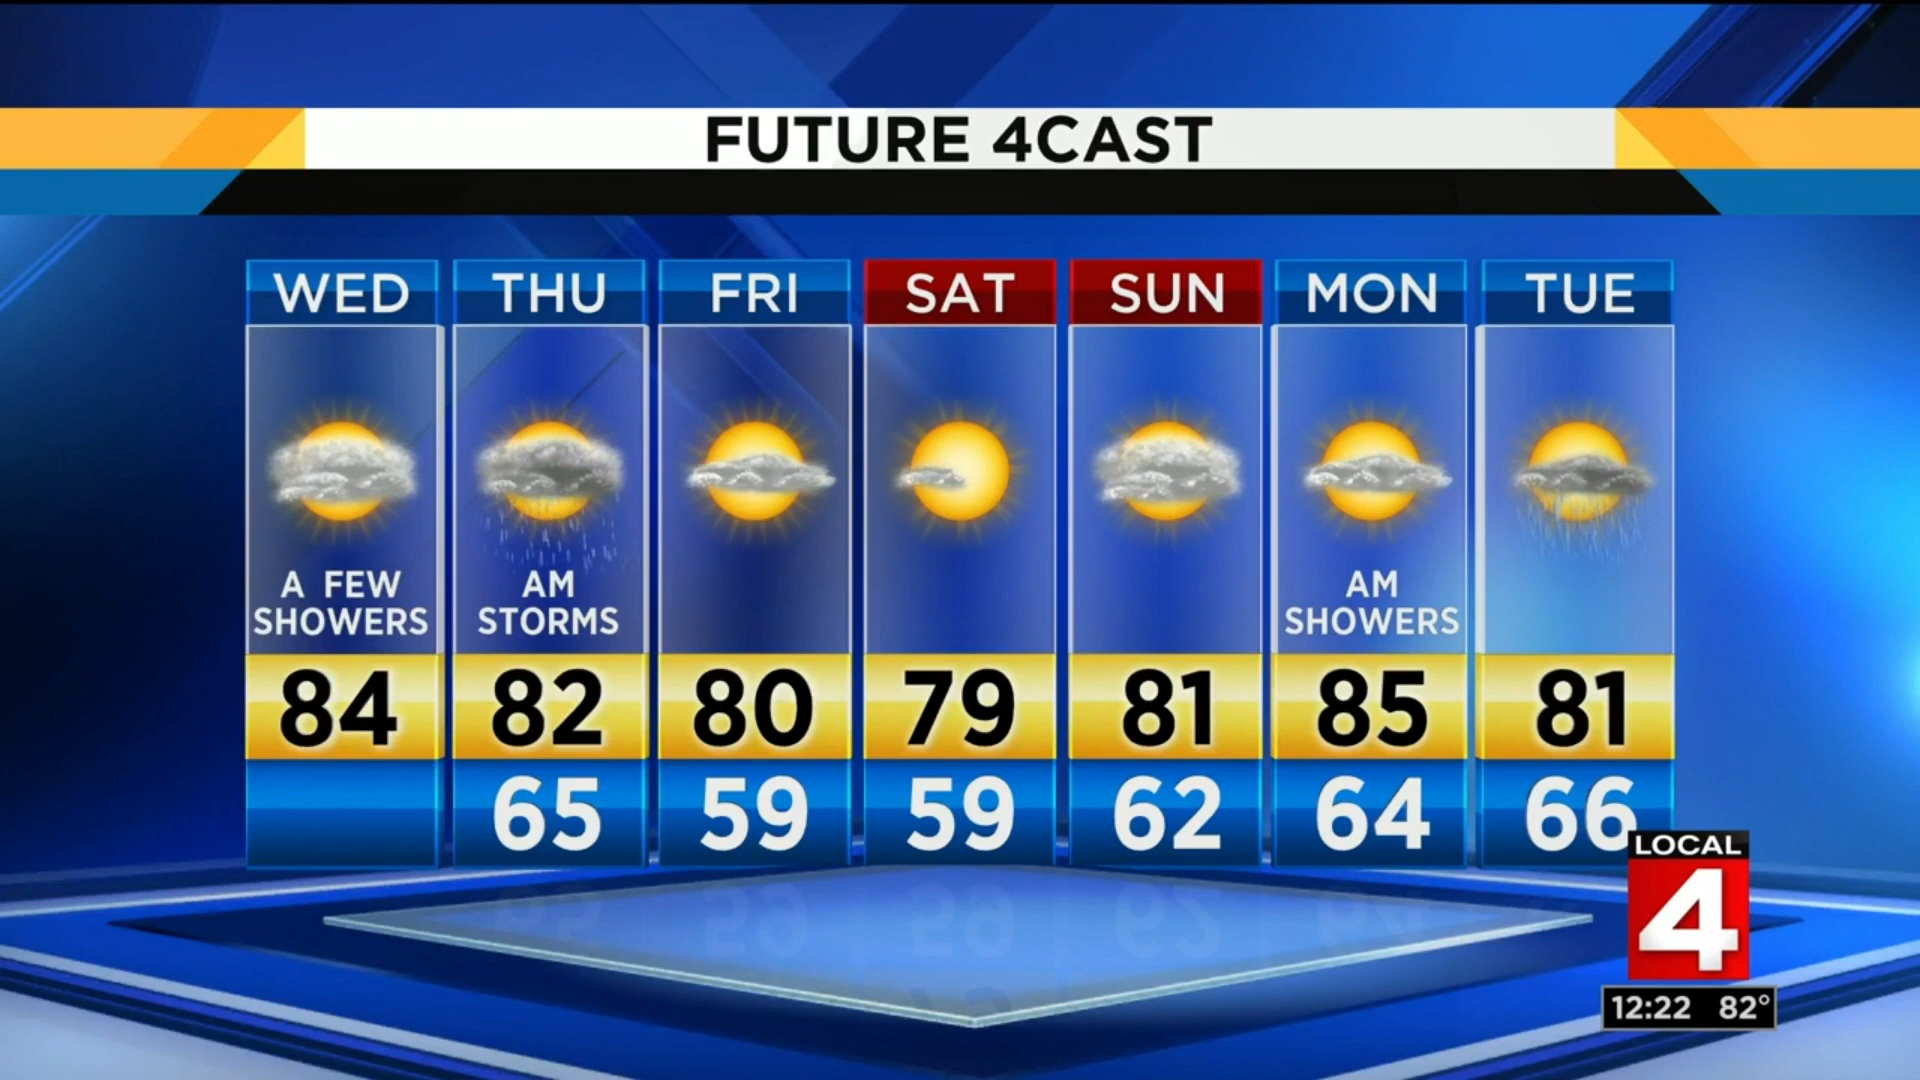 FUTURE 4CAST
WED THU FRI SAT SUN MON TUE
A FEW SHOWERS
AM STORMS
AM SHOWERS
84 82 80 79 81 85 81
65 59 59 62 64 66
LOCAL
4
12:22 82°